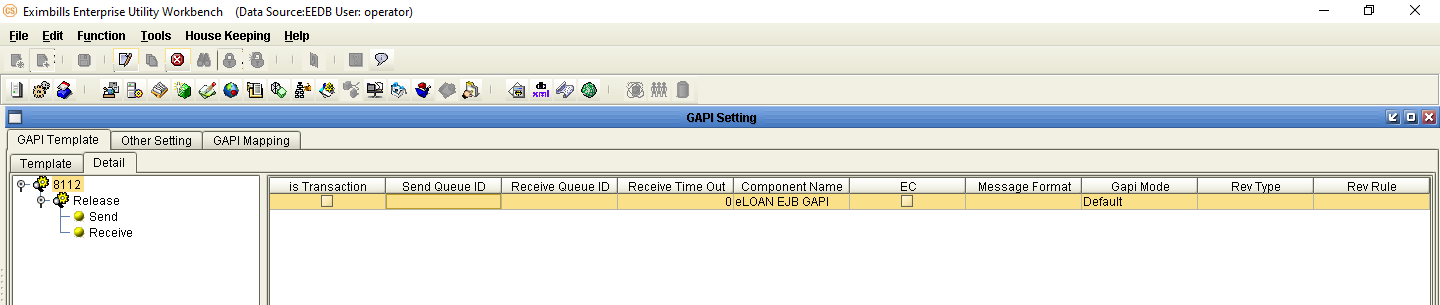 CS Eximbills Enterprise Utility Workbench (Data Source:EEDB User: operator)
File Edit Function Tools House Keeping Help
db
xml
GAPI Setting
GAPI Template Other Setting GAPI Mapping
Template Detail
8112
Release
Send
Receive
is Transaction Send Queue ID Receive Queue ID Receive Time Out Component Name EC Message Format Gapi Mode Rev Type Rev Rule
0 eLOAN EJB GAPI Default